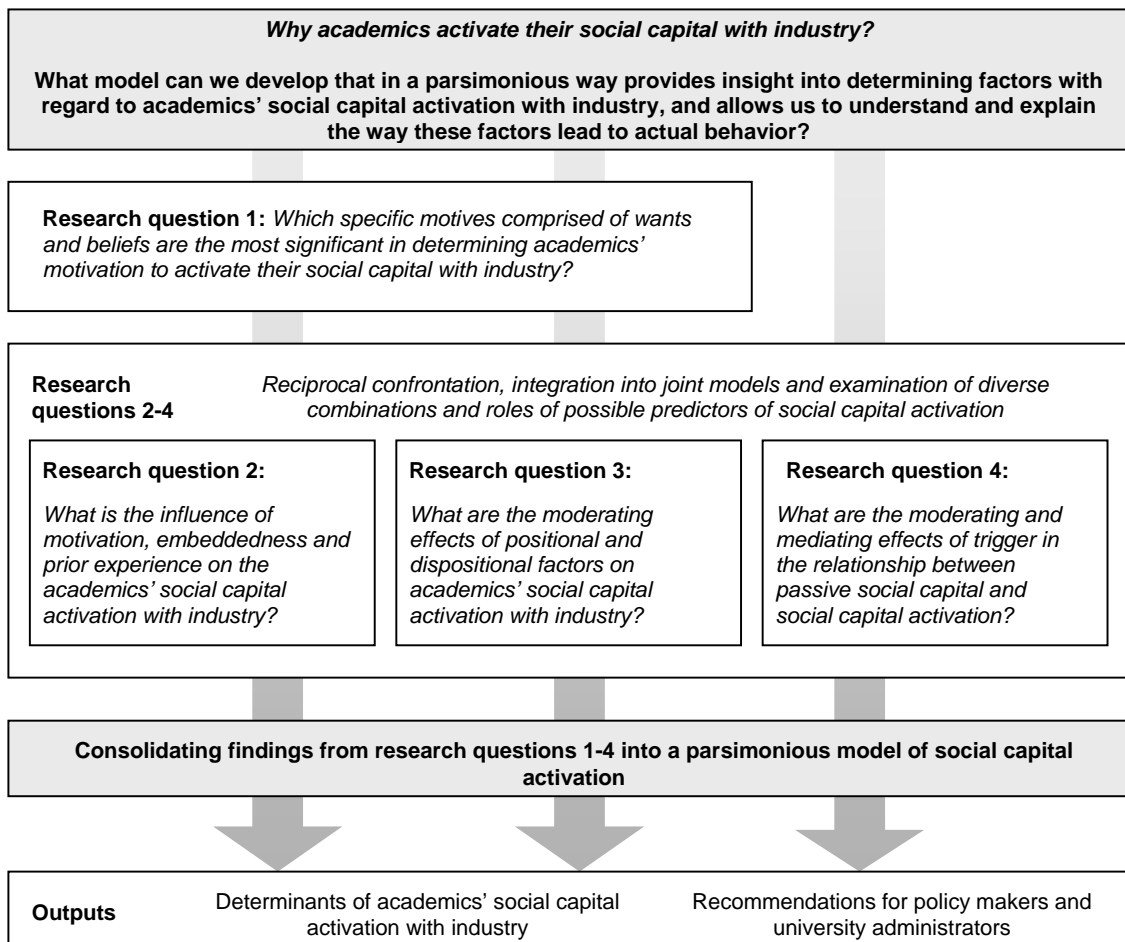 Why academics activate their social capital with industry?
What model can we develop that in a parsimonious way provides insight into determining factors with
regard to academics' social capital activation with industry, and allows us to understand and explain
the way these factors lead to actual behavior?
Research question 1: Which specific motives comprised of wants
and beliefs are the most significant in determining academics'
motivation to activate their social capital with industry?
Research
questions 2-4
Reciprocal confrontation, integration into joint models and examination of diverse
combinations and roles of possible predictors of social capital activation
Research question 2:
What is the influence of
motivation, embeddedness and
prior experience on the
academics' social capital
activation with industry?
Research question 3:
What are the moderating
effects of positional and
dispositional factors on
academics' social capital
activation with industry?
Research question 4:
What are the moderating and
mediating effects of trigger in
the relationship between
passive social capital and
social capital activation?
Consolidating findings from research questions 1-4 into a parsimonious model of social capital
activation
Outputs
Determinants of academics' social capital
activation with industry
Recommendations for policy makers and
university administrators